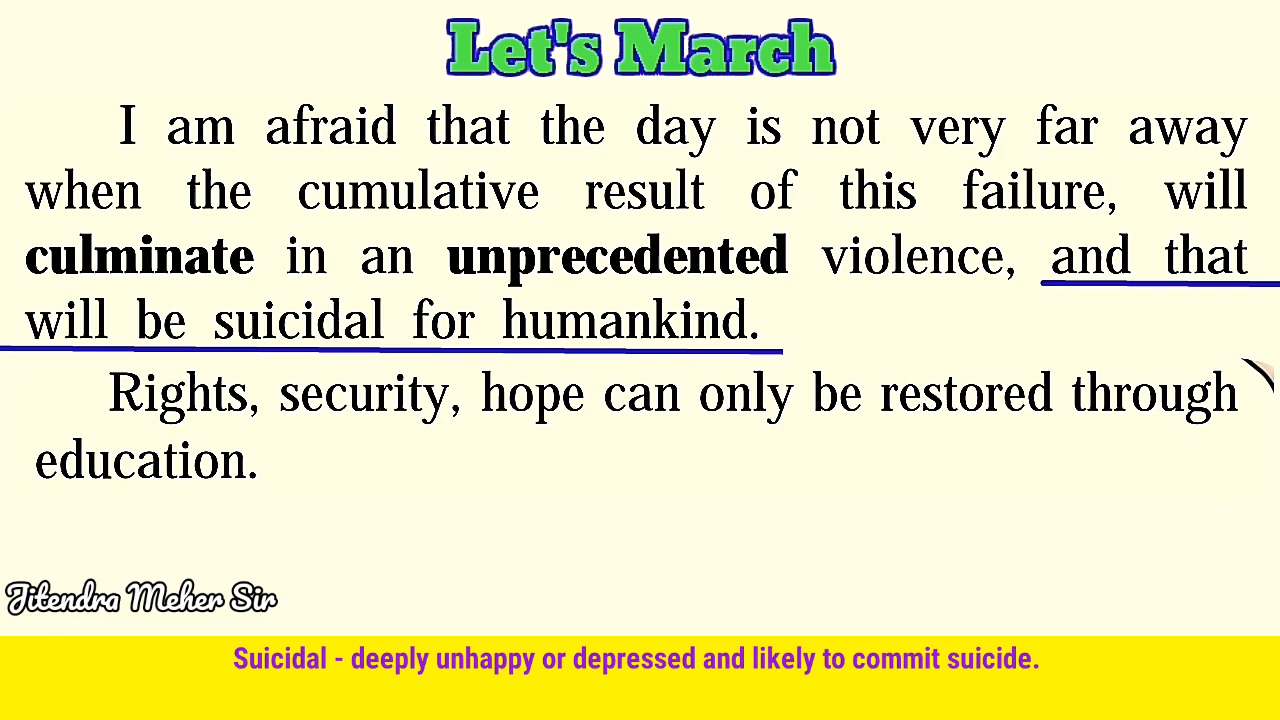 Let's March
I am afraid that the day is not very far away
when the cumulative result of this failure, will
culminate in an unprecedented violence, and that
will be suicidal for humankind.
Rights, security, hope can only be restored through
education.
Jitendra Meher Sir
Suicidal - deeply unhappy or depressed and likely to commit suicide.